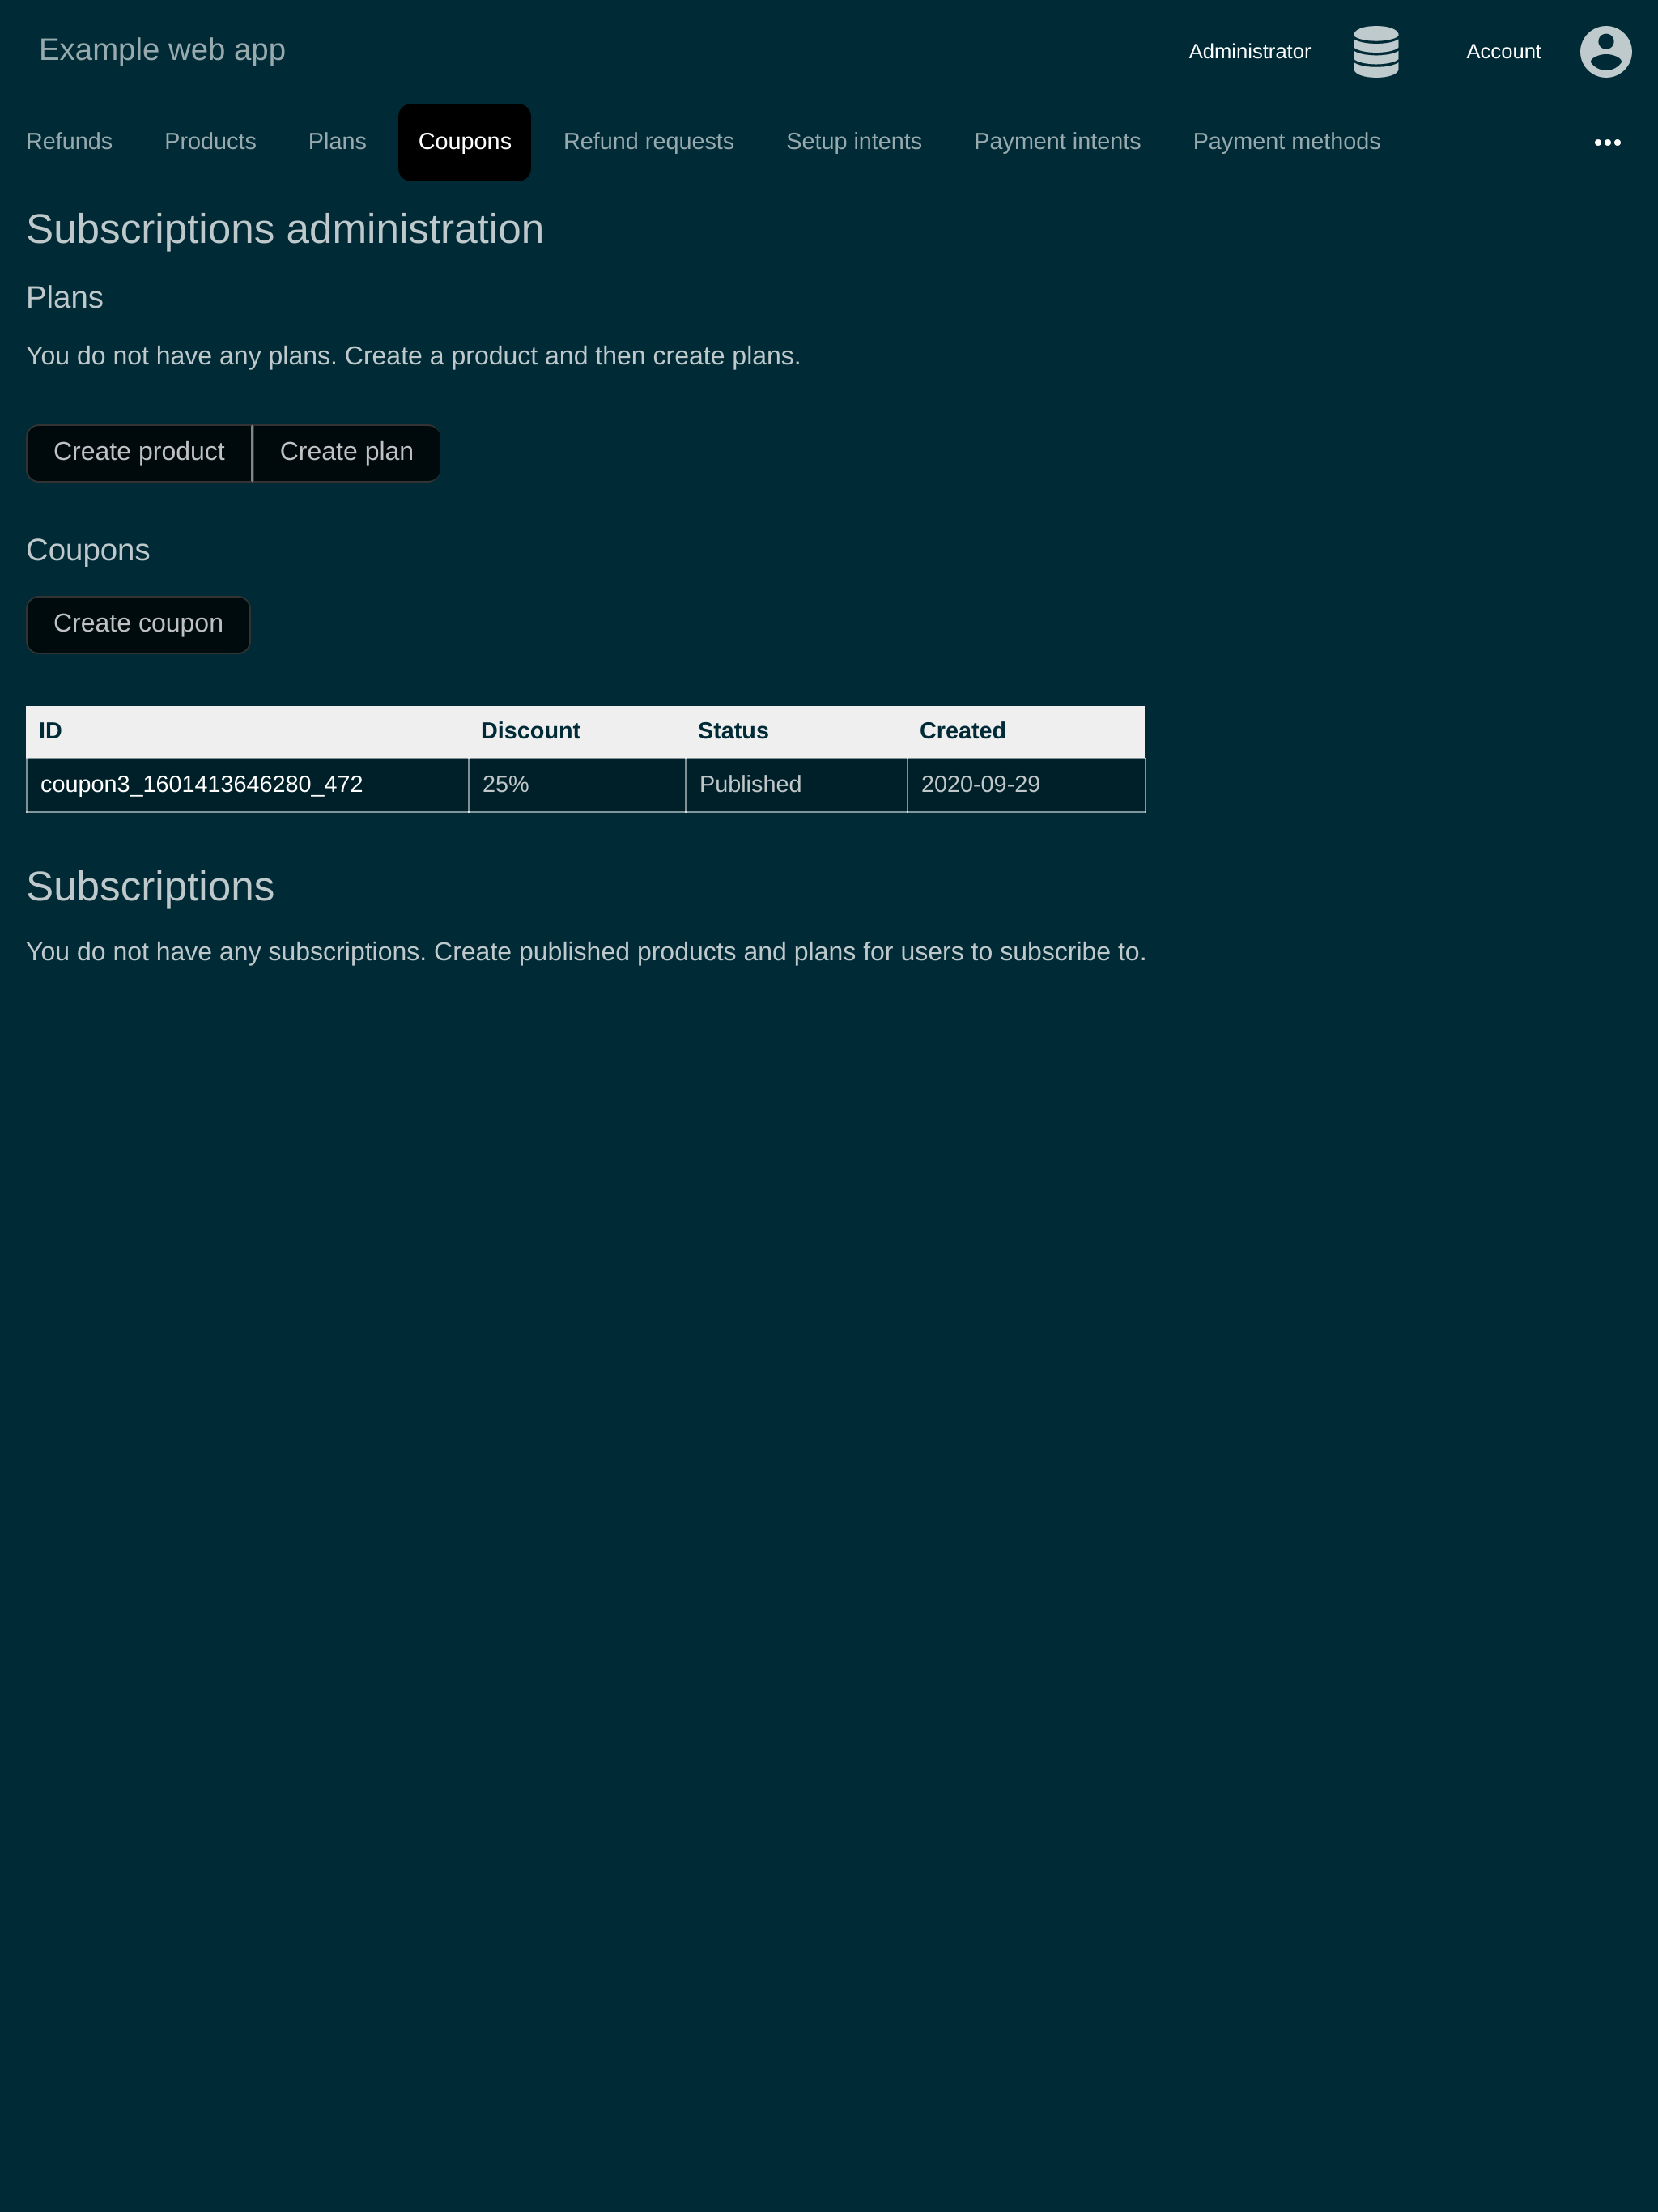 Example web app
Administrator
Account
Refunds Products Plans Coupons Refund requests Setup intents Payment intents Payment methods
Subscriptions administration
Plans
You do not have any plans. Create a product and then create plans.
Create product Create plan
Coupons
Create coupon
ID Discount Status Created
coupon3_1601413646280_472 25% Published 2020-09-29
Subscriptions
You do not have any subscriptions. Create published products and plans for users to subscribe to.